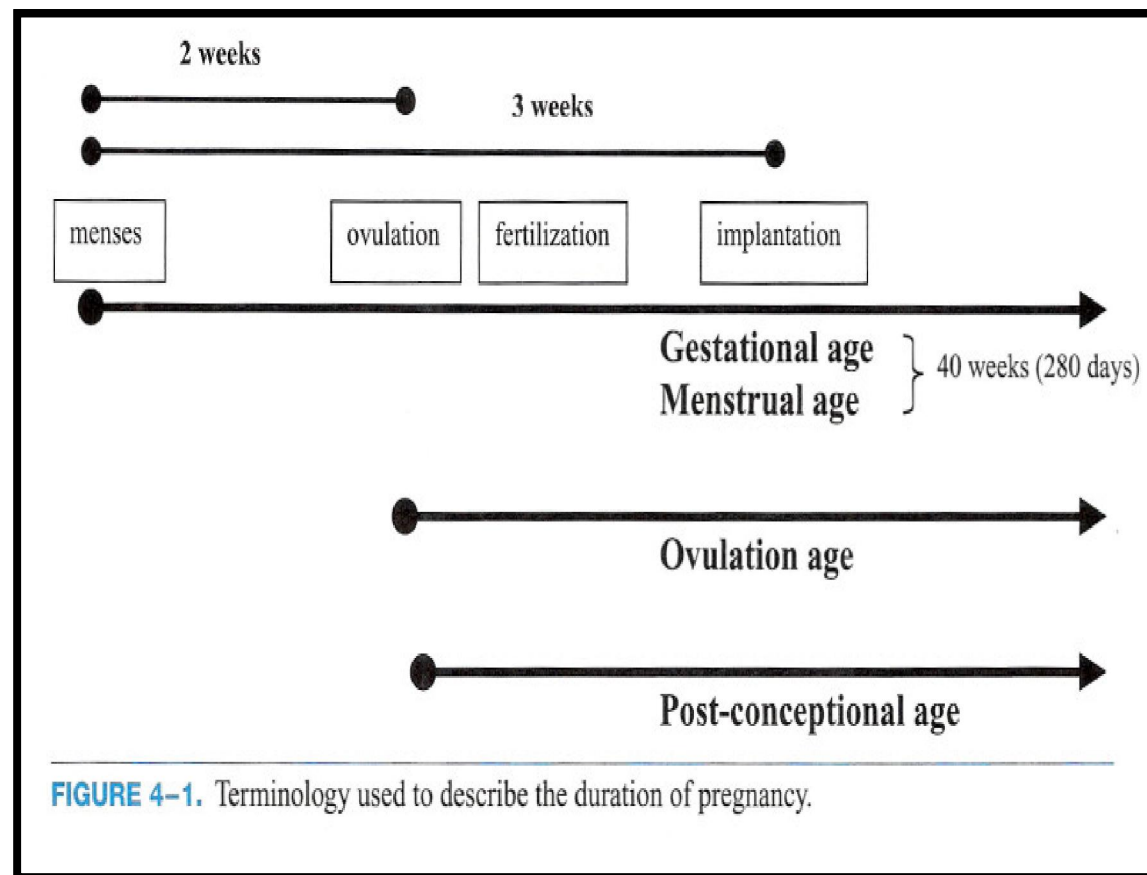 2 weeks
3 weeks
menses
ovulation
fertilization
implantation
Gestational age
Menstrual age
40 weeks (280 days)
Ovulation age
Post-conceptional age
FIGURE 4–1. Terminology used to describe the duration of pregnancy.